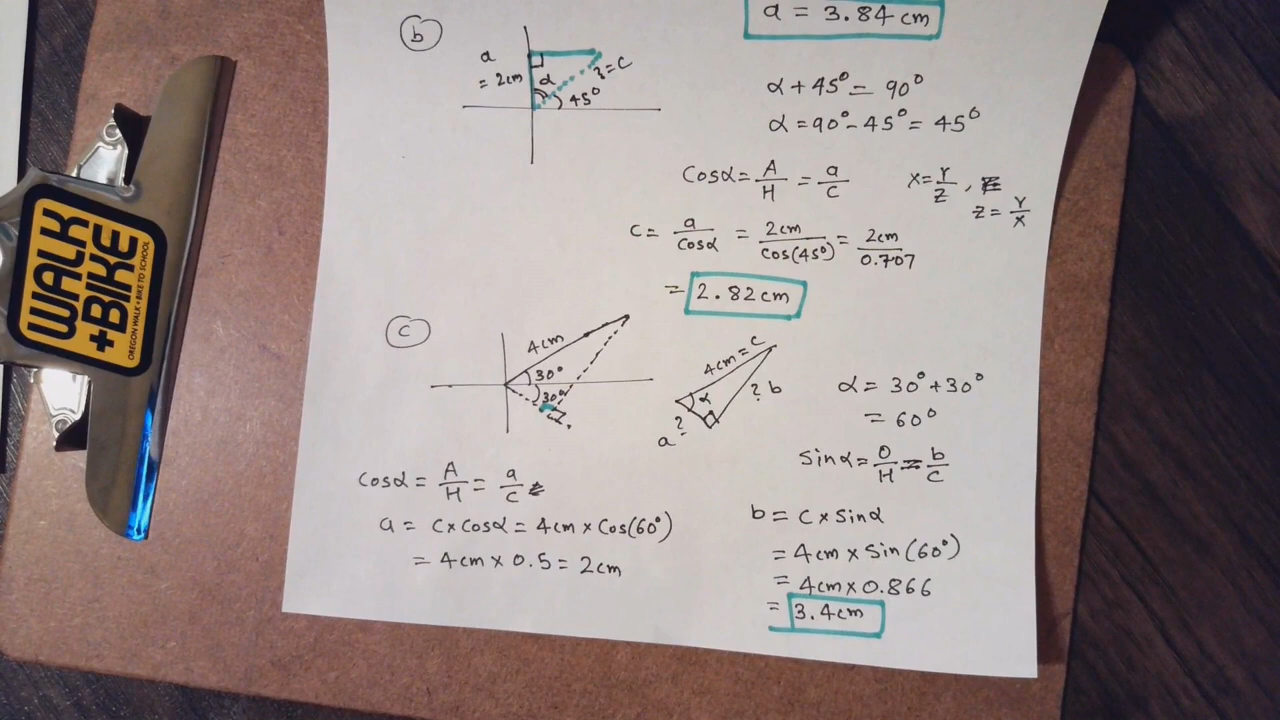 a = 3.84 cm
b
a
= 2cm
α
?=c
45°
α + 45° = 90°
α = 90° - 45° = 45°
Cosα = A/H = a/c
X = Y/Z ,
Z = Y/X
c = a/cosα = 2cm/cos(45°) = 2cm/0.707
= 2.82 cm
c
4cm
30°
30°
4cm = c
α
? b
a ?
α = 30° + 30°
= 60°
Sinα = O/H = b/c
Cosα = A/H = a/c
a = c x cosα = 4cm x Cos(60°)
= 4cm x 0.5 = 2cm
b = c x Sinα
= 4cm x Sin(60°)
= 4cm x 0.866
= 3.4cm
WALK
+BIKE
OREGON WALK + BIKE TO SCHOOL